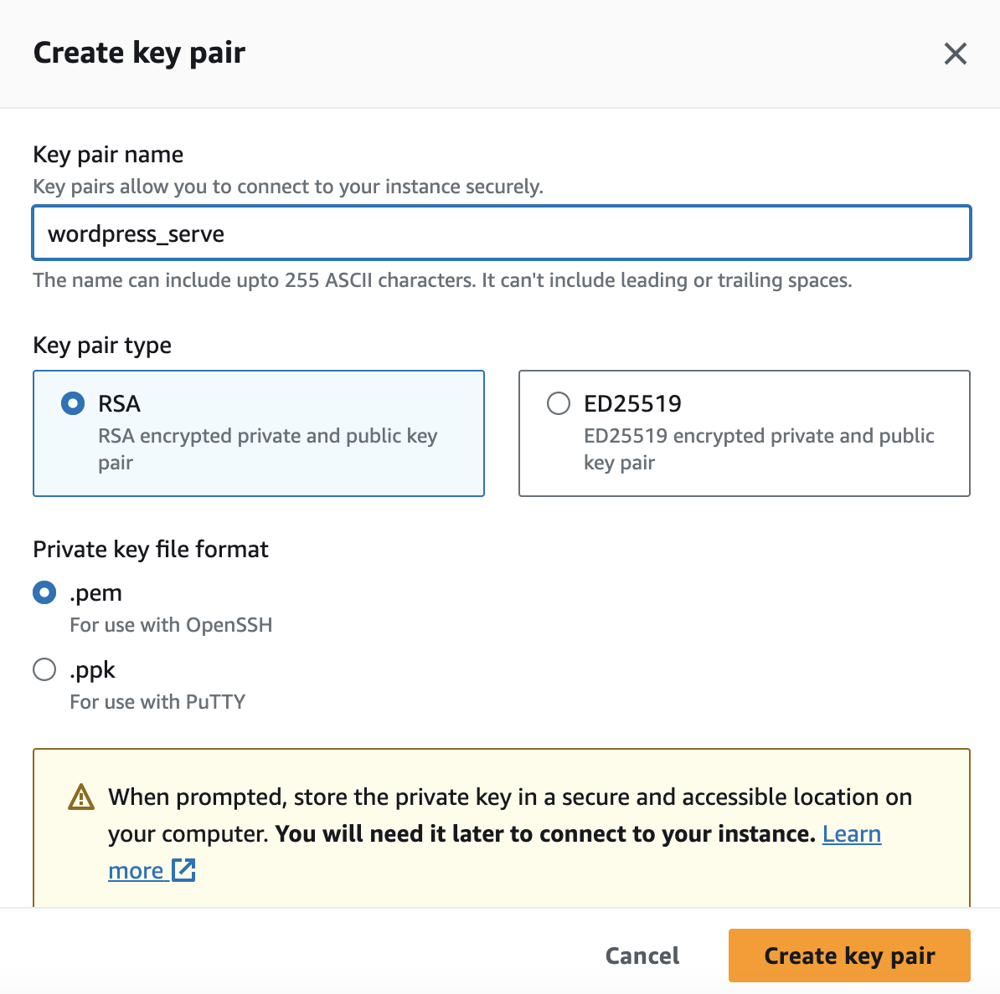 Create key pair
Key pair name
Key pairs allow you to connect to your instance securely.
wordpress_serve
The name can include upto 255 ASCII characters. It can't include leading or trailing spaces.
Key pair type
RSA
RSA encrypted private and public key
pair
ED25519
ED25519 encrypted private and public
key pair
Private key file format
.pem
For use with OpenSSH
.ppk
For use with PuTTY
When prompted, store the private key in a secure and accessible location on
your computer. You will need it later to connect to your instance. Learn
more
Cancel
Create key pair